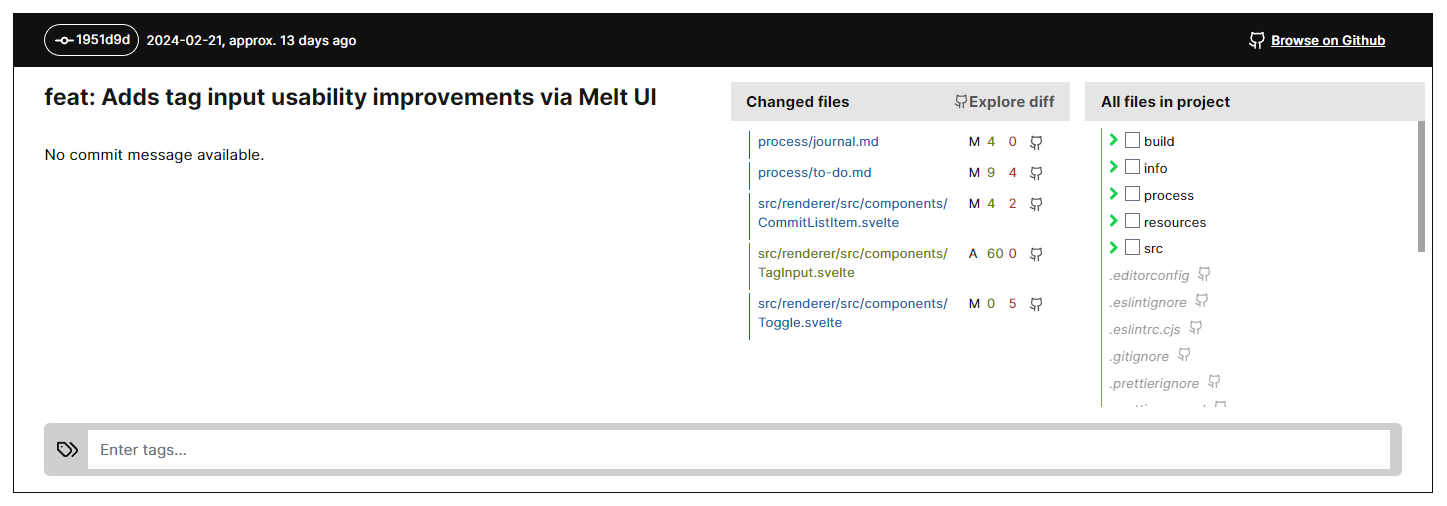 1951d9d 2024-02-21, approx. 13 days ago
Browse on Github
feat: Adds tag input usability improvements via Melt UI
No commit message available.
Changed files Explore diff
process/journal.md M 4 0
process/to-do.md M 9 4
src/renderer/src/components/ M 4 2
CommitListItem.svelte
src/renderer/src/components/ A 60 0
TagInput.svelte
src/renderer/src/components/ M 0 5
Toggle.svelte
All files in project
build
info
process
resources
src
.editorconfig
.eslintignore
.eslintrc.cjs
.gitignore
.prettierignore
Enter tags...